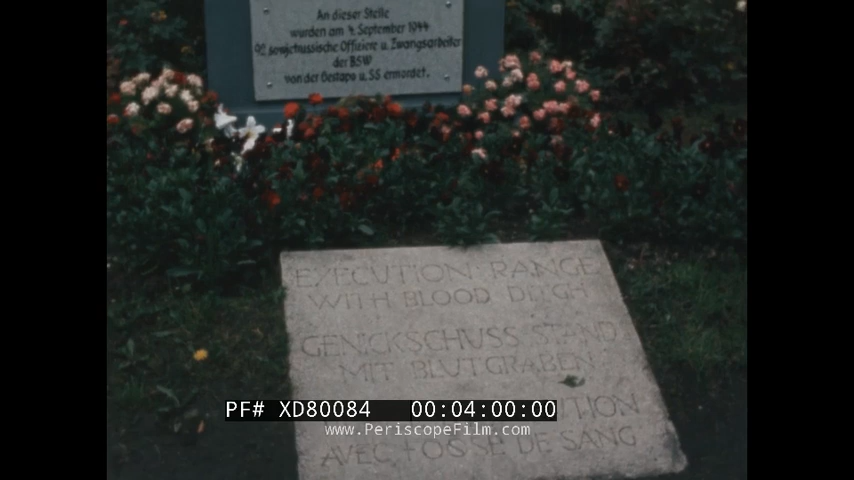 An dieser Stelle
wurden am 4. September 1944
92 sowjetrussische Offiziere u. Zwangsarbeiter
der BSW
von der Gestapo u. SS ermordet.
EXECUTION RANGE
WITH BLOOD DITCH
GENICKSCHUSS STAND
MIT BLUTGRABEN
PF# XD80084 00:04:00:00
www.PeriscopeFilm.com
AVEC FOSSE DE SANG